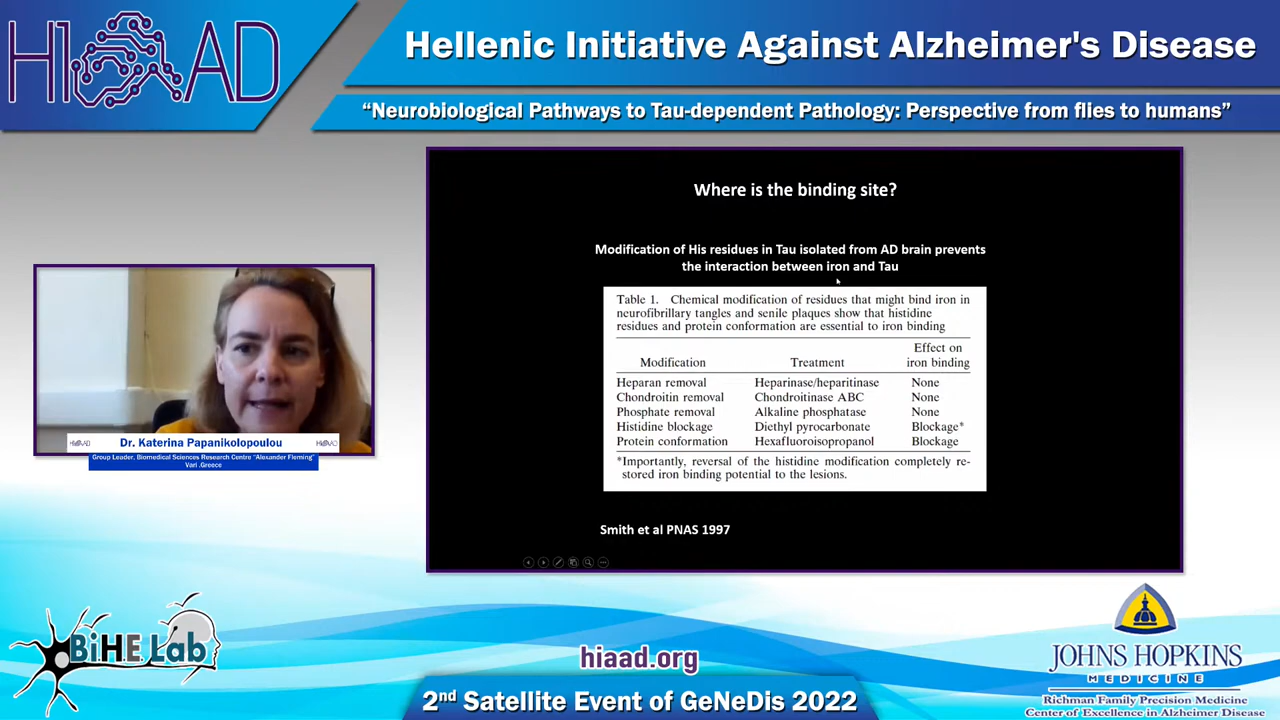 HIAAD
Hellenic Initiative Against Alzheimer's Disease
“Neurobiological Pathways to Tau-dependent Pathology: Perspective from flies to humans”
Where is the binding site?
Modification of His residues in Tau isolated from AD brain prevents
the interaction between iron and Tau
Table 1. Chemical modification of residues that might bind iron in
neurofibrillary tangles and senile plaques show that histidine
residues and protein conformation are essential to iron binding
Effect on
Modification Treatment iron binding
Heparan removal Heparinase/heparitinase None
Chondroitin removal Chondroitinase ABC None
Phosphate removal Alkaline phosphatase None
Histidine blockage Diethyl pyrocarbonate Blockage*
Protein conformation Hexafluoroisopropanol Blockage
*Importantly, reversal of the histidine modification completely re-
stored iron binding potential to the lesions.
Smith et al PNAS 1997
HIAAD Dr. Katerina Papanikolopoulou HIAAD
Group Leader, Biomedical Sciences Research Centre "Alexander Fleming"
Vari ,Greece
BiHE Lab
hiaad.org
2nd Satellite Event of GeNeDis 2022
JOHNS HOPKINS
MEDICINE
Richman Family Precision Medicine
Center of Excellence in Alzheimer Disease